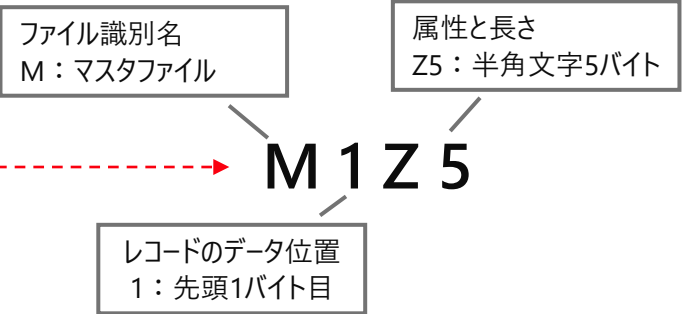 ファイル識別名
M：マスタファイル
属性と長さ
Z5：半角文字5バイト
M 1 Z 5
レコードのデータ位置
1：先頭1バイト目